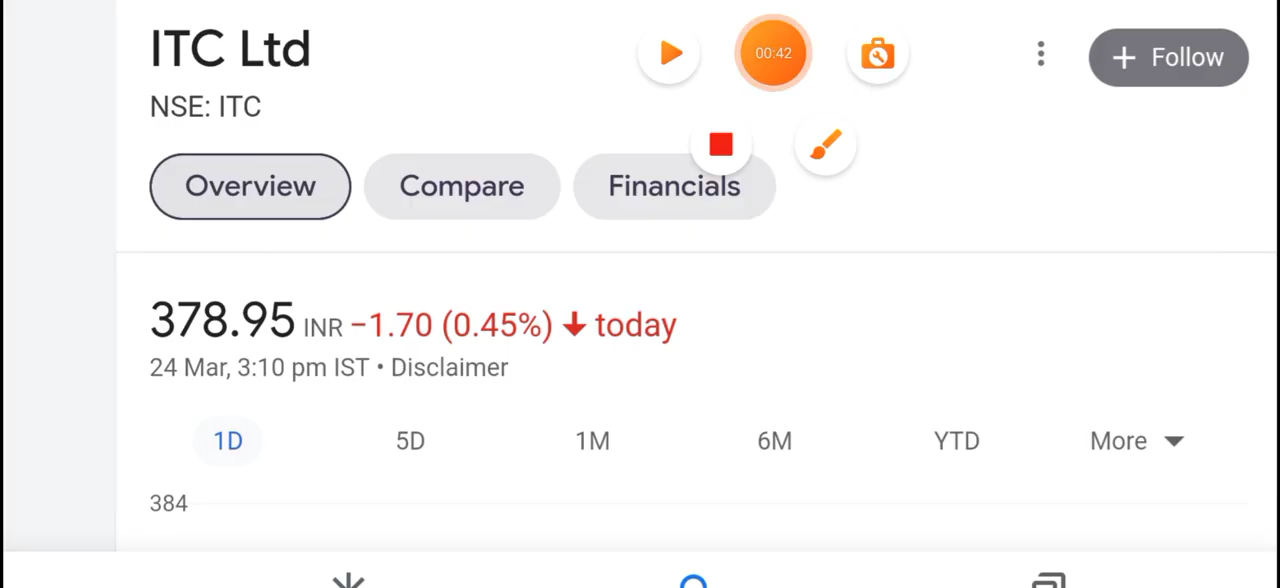 ITC Ltd
00:42
+ Follow
NSE: ITC
Overview Compare Financials
378.95 INR −1.70 (0.45%) ↓ today
24 Mar, 3:10 pm IST • Disclaimer
1D 5D 1M 6M YTD More
384